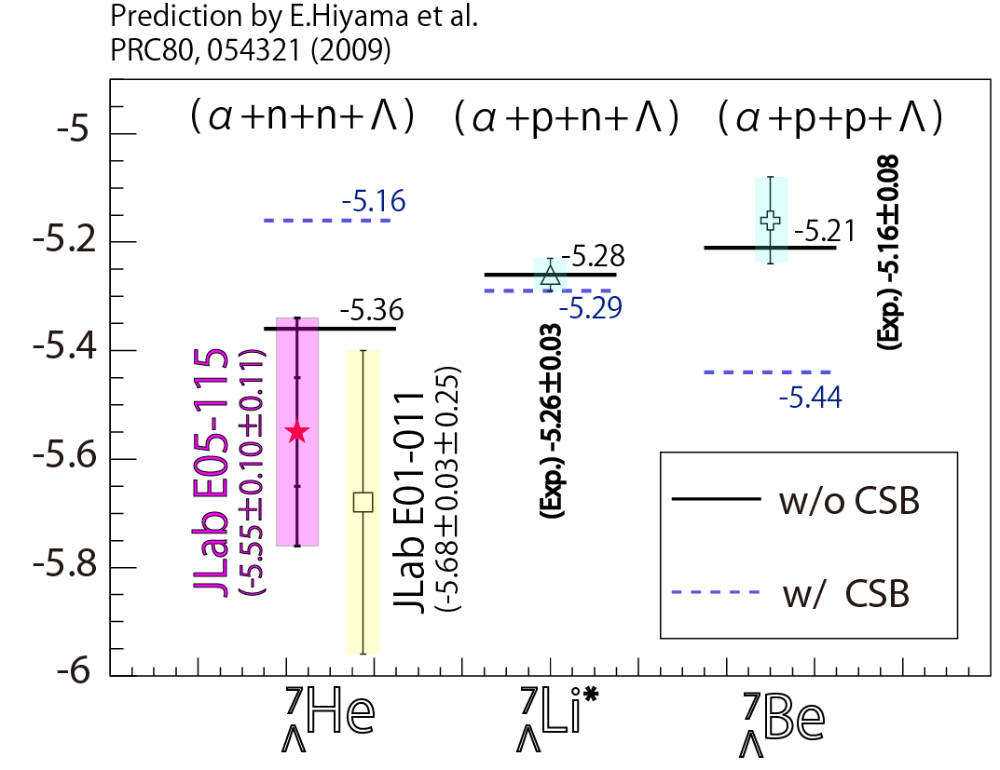 Prediction by E.Hiyama et al.
PRC80, 054321 (2009)
(α+n+n+Λ) (α+p+n+Λ) (α+p+p+Λ)
-5
-5.2
-5.4
-5.6
-5.8
-6
-5.16
-5.36
JLab E05-115
(-5.55±0.10±0.11)
JLab E01-011
(-5.68±0.03±0.25)
-5.28
-5.29
(Exp.) -5.26±0.03
-5.21
-5.44
(Exp.) -5.16±0.08
w/o CSB
w/ CSB
⁷ΛHe ⁷ΛLi* ⁷ΛBe